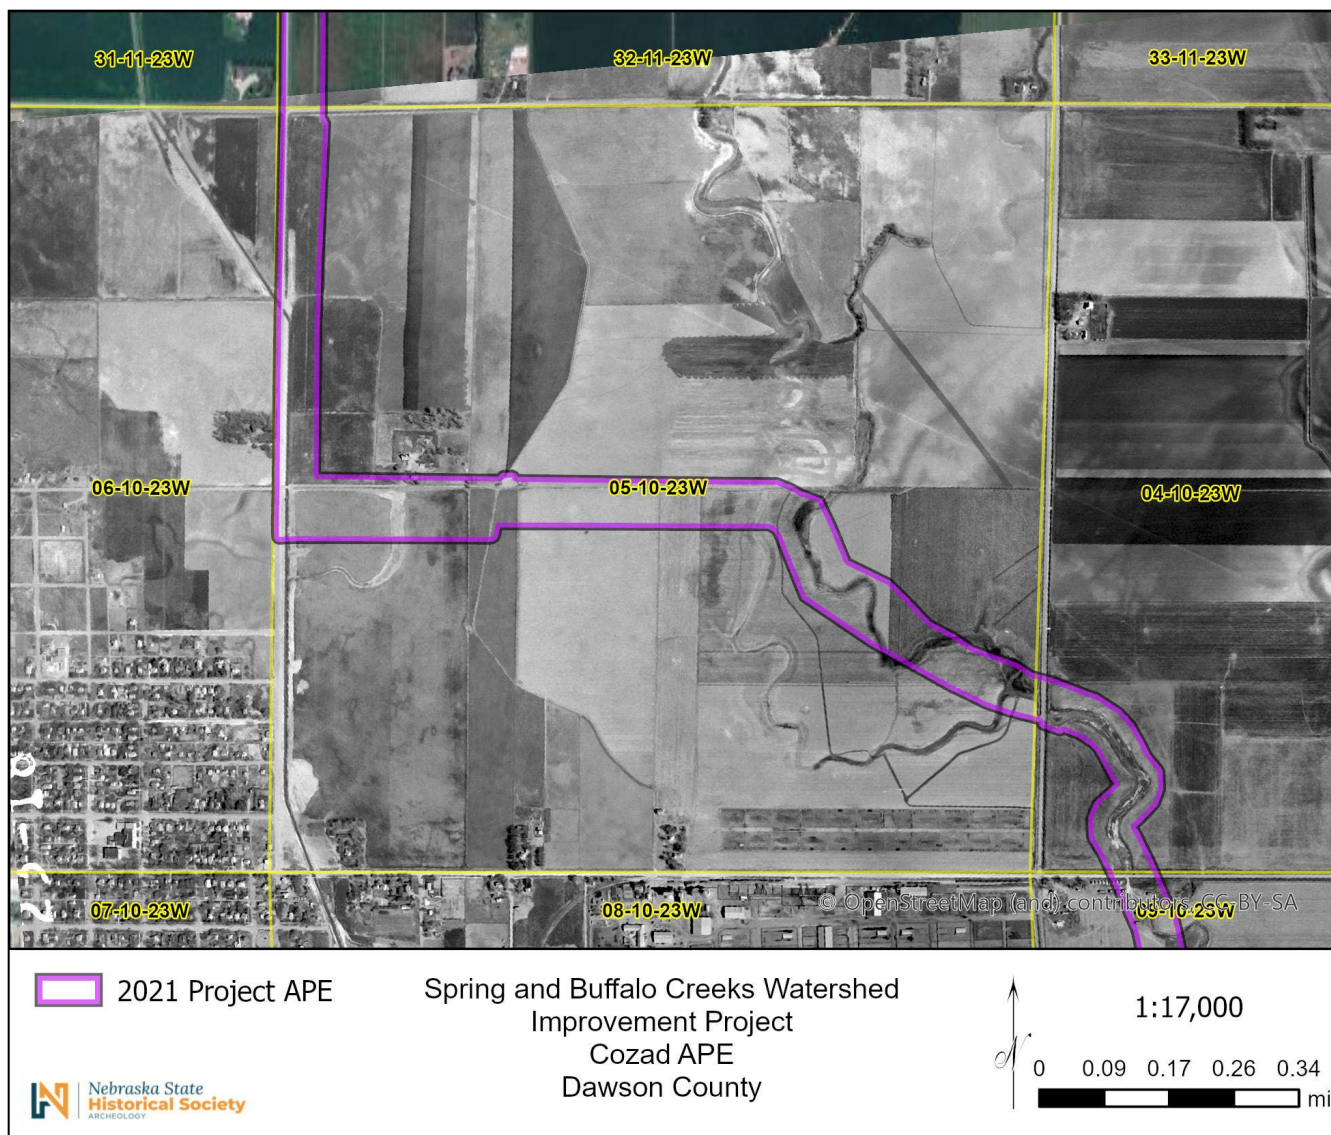 31-11-23W
32-11-23W
33-11-23W
06-10-23W
05-10-23W
04-10-23W
07-10-23W
08-10-23W
09-10-23W
© OpenStreetMap (and) contributors, CC-BY-SA
2021 Project APE
Spring and Buffalo Creeks Watershed
Improvement Project
Cozad APE
Dawson County
N
1:17,000
0 0.09 0.17 0.26 0.34
mi
Nebraska State
Historical Society
ARCHEOLOGY